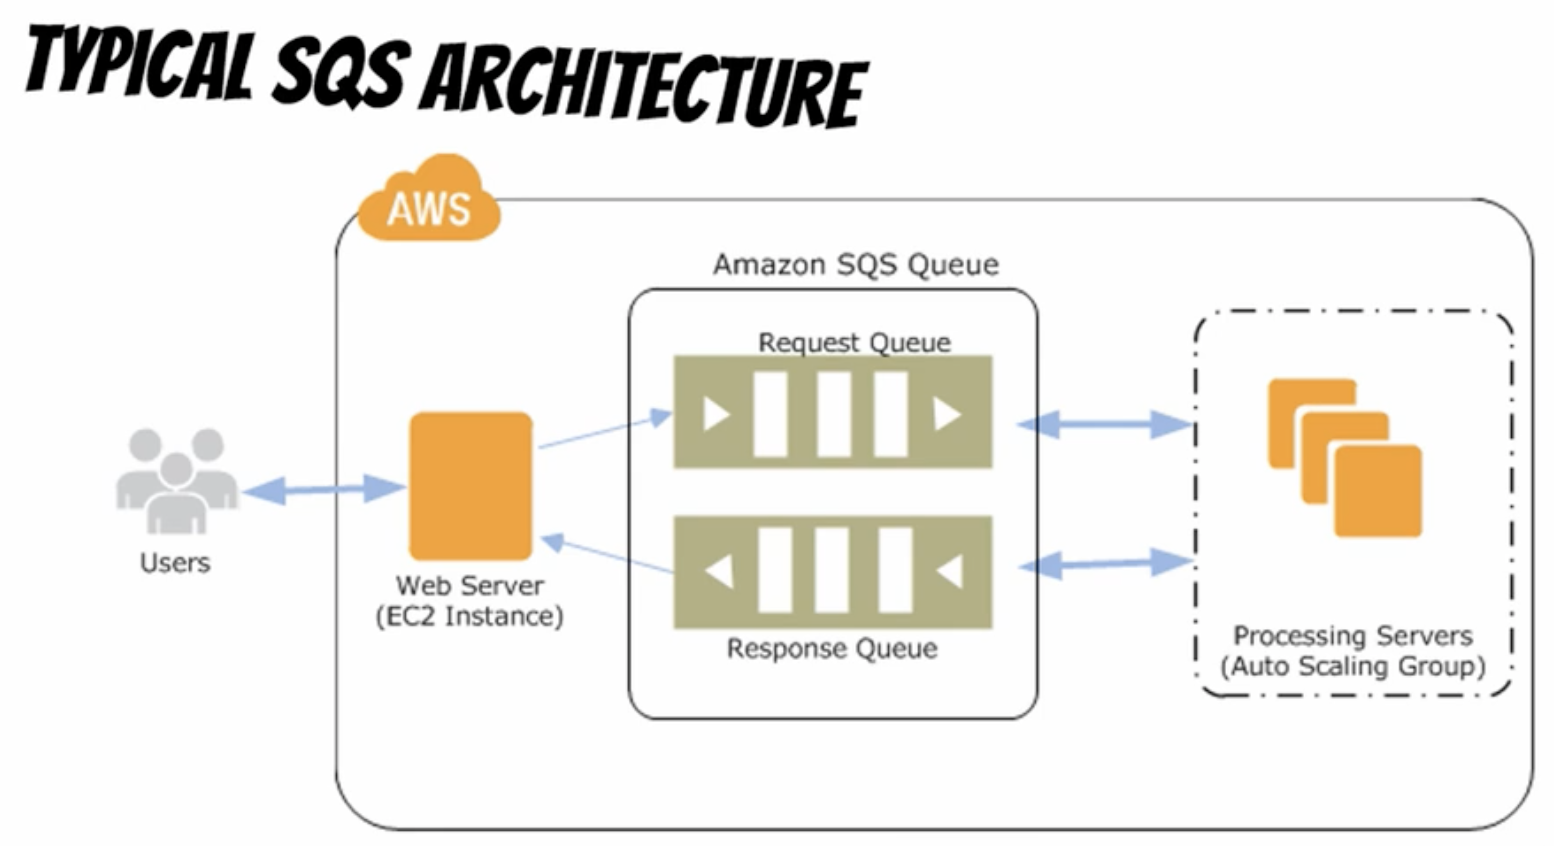 TYPICAL SQS ARCHITECTURE
AWS
Amazon SQS Queue
Request Queue
Users
Web Server
(EC2 Instance)
Response Queue
Processing Servers
(Auto Scaling Group)